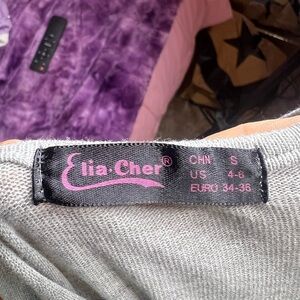 Elia·Cher®
CHN S
US 4-6
EURO 34-36